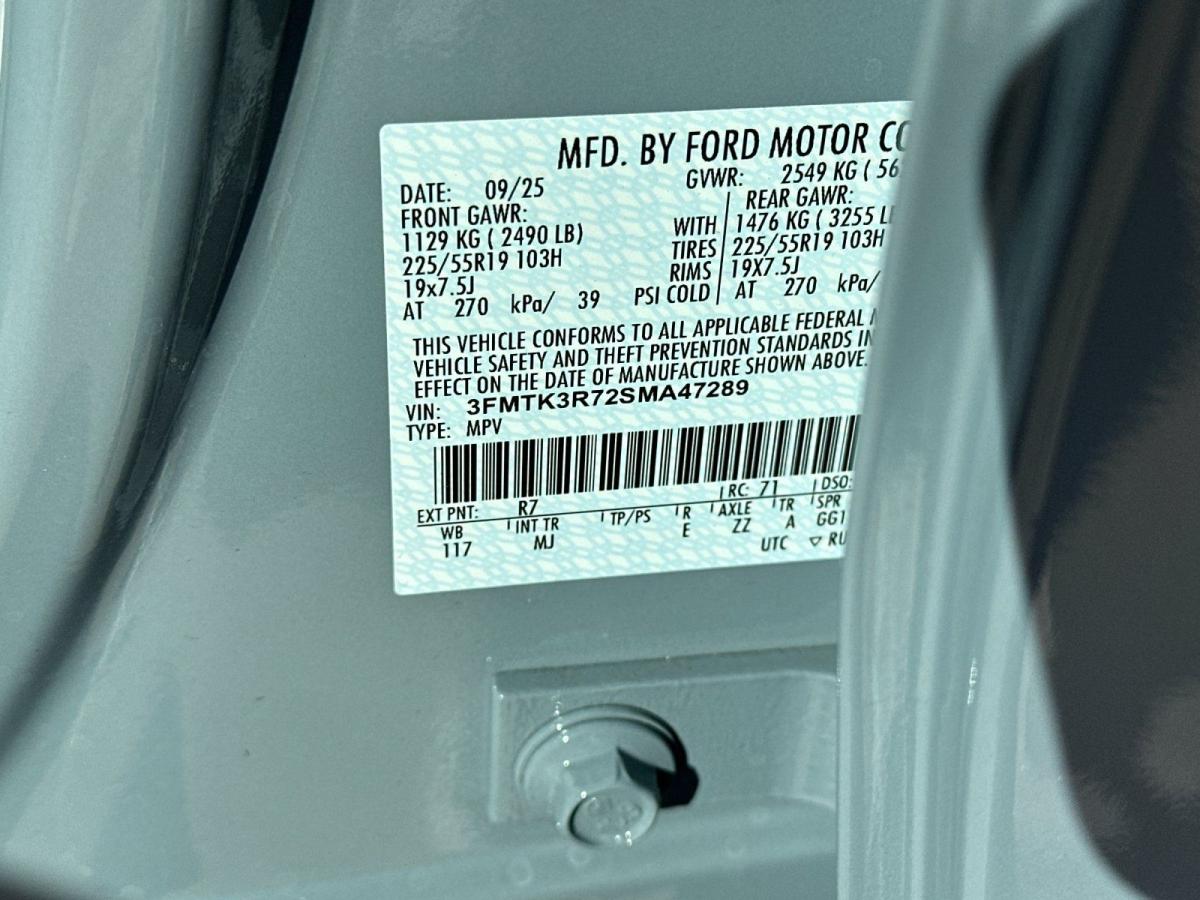 MFD. BY FORD MOTOR CO
DATE: 09/25 GVWR: 2549 KG ( 56
FRONT GAWR: REAR GAWR:
1129 KG ( 2490 LB) WITH 1476 KG ( 3255 L
225/55R19 103H TIRES 225/55R19 103H
19x7.5J RIMS 19X7.5J
AT 270 kPa/ 39 PSI COLD AT 270 kPa/
THIS VEHICLE CONFORMS TO ALL APPLICABLE FEDERAL
VEHICLE SAFETY AND THEFT PREVENTION STANDARDS IN
EFFECT ON THE DATE OF MANUFACTURE SHOWN ABOVE.
VIN: 3FMTK3R72SMA47289
TYPE: MPV
EXT PNT: R7 RC: 71 DSO:
WB INT TR TP/PS R AXLE TR SPR
117 MJ E ZZ A GG1
UTC ▽ RU